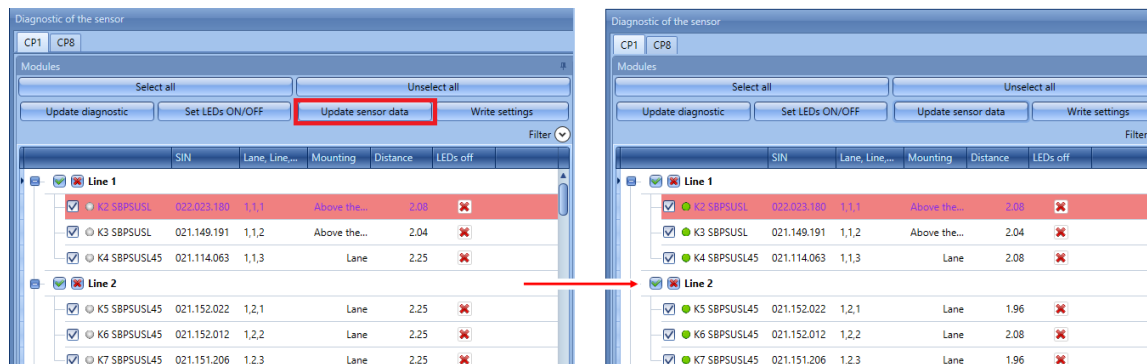 Diagnostic of the sensor
CP1 CP8
Modules
Select all Unselect all
Update diagnostic Set LEDs ON/OFF Update sensor data Write settings
Filter
SIN Lane, Line,... Mounting Distance LEDs off
Line 1
K2 SBPSUSL 022.023.180 1,1,1 Above the... 2.08
K3 SBPSUSL 021.149.191 1,1,2 Above the... 2.04
K4 SBPSUSL45 021.114.063 1,1,3 Lane 2.25
Line 2
K5 SBPSUSL45 021.152.022 1,2,1 Lane 2.25
K6 SBPSUSL45 021.152.012 1,2,2 Lane 2.25
K7 SBPSUSL45 021.151.206 1,2,3 Lane 2.25
Diagnostic of the sensor
CP1 CP8
Modules
Select all Unselect all
Update diagnostic Set LEDs ON/OFF Update sensor data Write settings
Filter
SIN Lane, Line,... Mounting Distance LEDs off
Line 1
K2 SBPSUSL 022.023.180 1,1,1 Above the... 2.08
K3 SBPSUSL 021.149.191 1,1,2 Above the... 2.04
K4 SBPSUSL45 021.114.063 1,1,3 Lane 2.08
Line 2
K5 SBPSUSL45 021.152.022 1,2,1 Lane 1.96
K6 SBPSUSL45 021.152.012 1,2,2 Lane 2.08
K7 SBPSUSL45 021.151.206 1,2,3 Lane 1.96